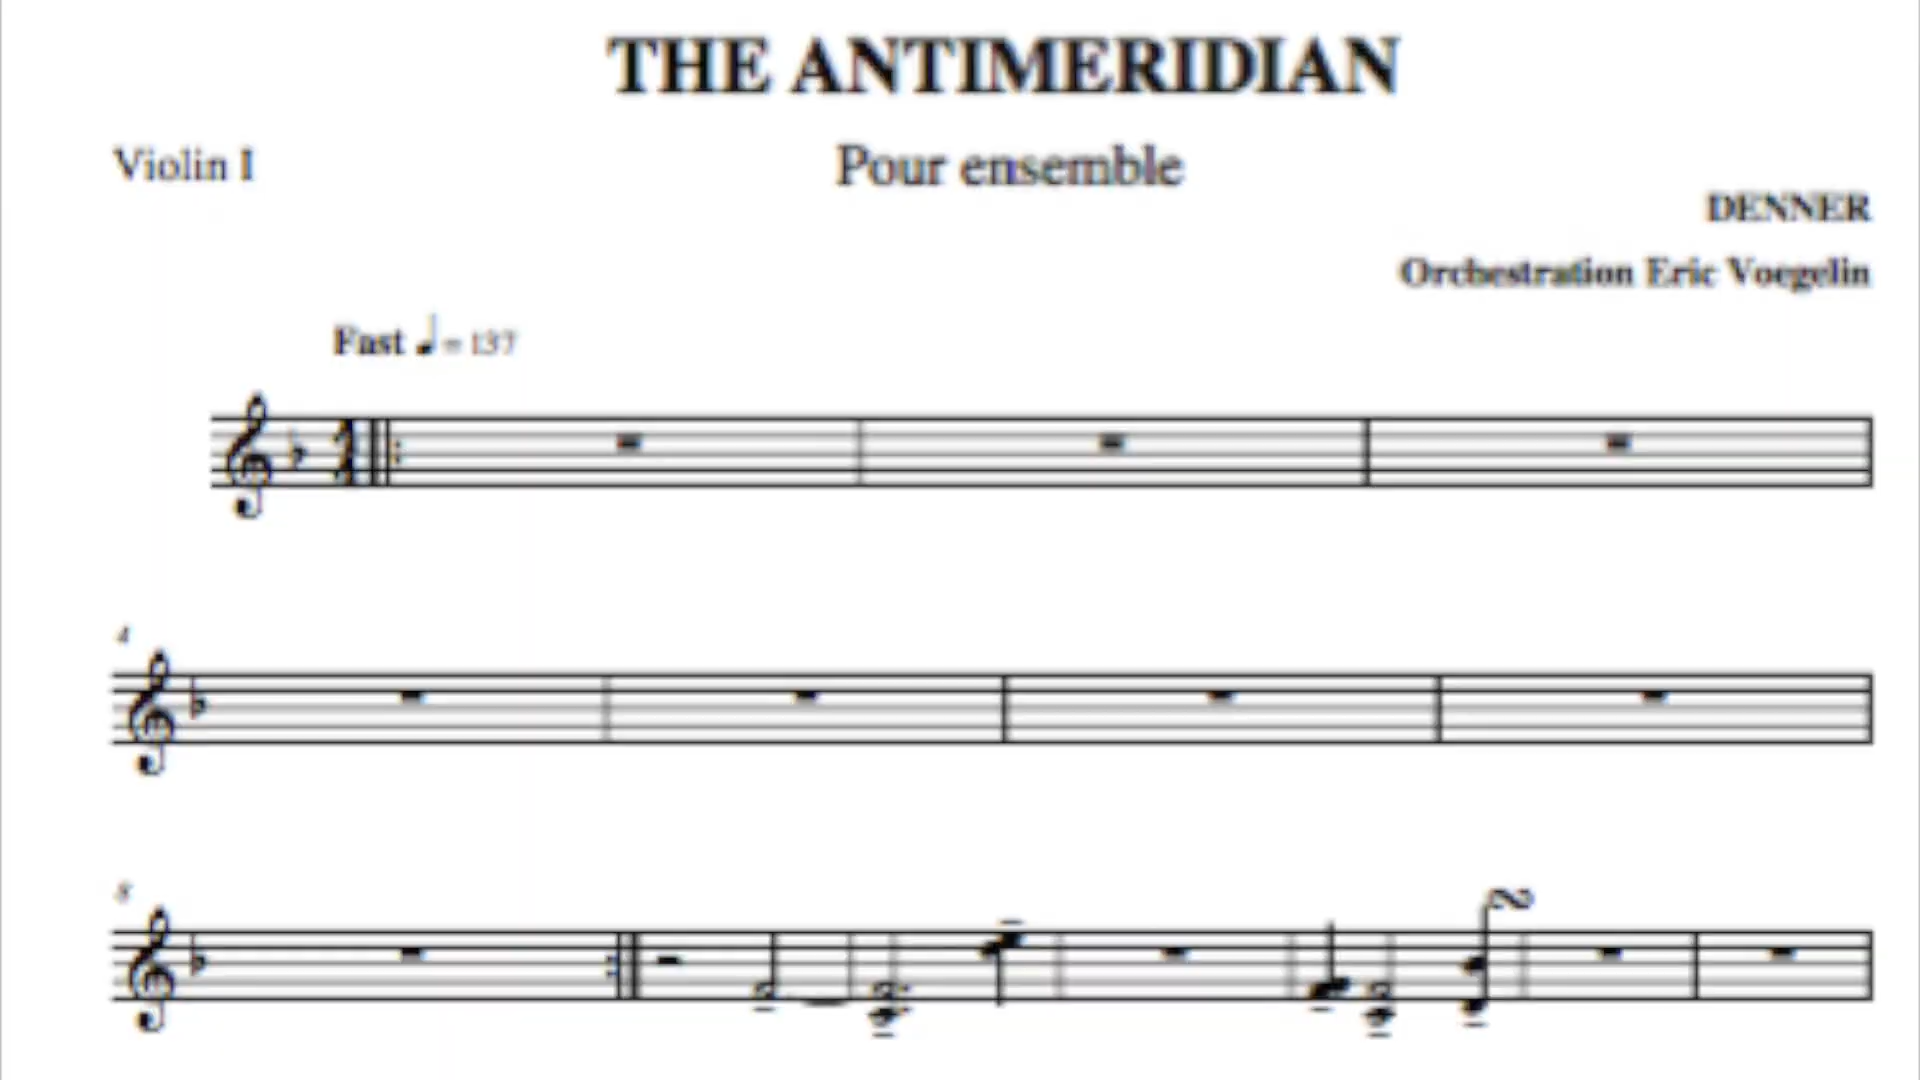 THE ANTIMERIDIAN
Violin I
Pour ensemble
DENNER
Orchestration Eric Voegelin
Fast ♩ = 137
4
8